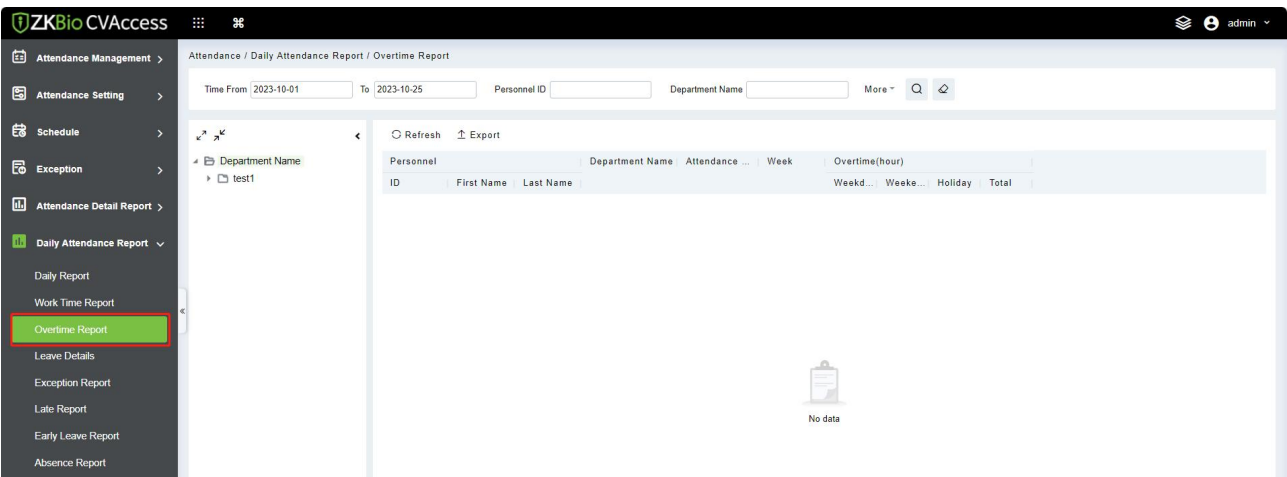 ZKBio CVAccess
admin
Attendance Management
Attendance Setting
Schedule
Exception
Attendance Detail Report
Daily Attendance Report
Daily Report
Work Time Report
Overtime Report
Leave Details
Exception Report
Late Report
Early Leave Report
Absence Report
Attendance / Daily Attendance Report / Overtime Report
Time From 2023-10-01 To 2023-10-25 Personnel ID Department Name More
Department Name
test1
Refresh Export
Personnel Department Name Attendance ... Week Overtime(hour)
ID First Name Last Name Weekd... Weeke... Holiday Total
No data